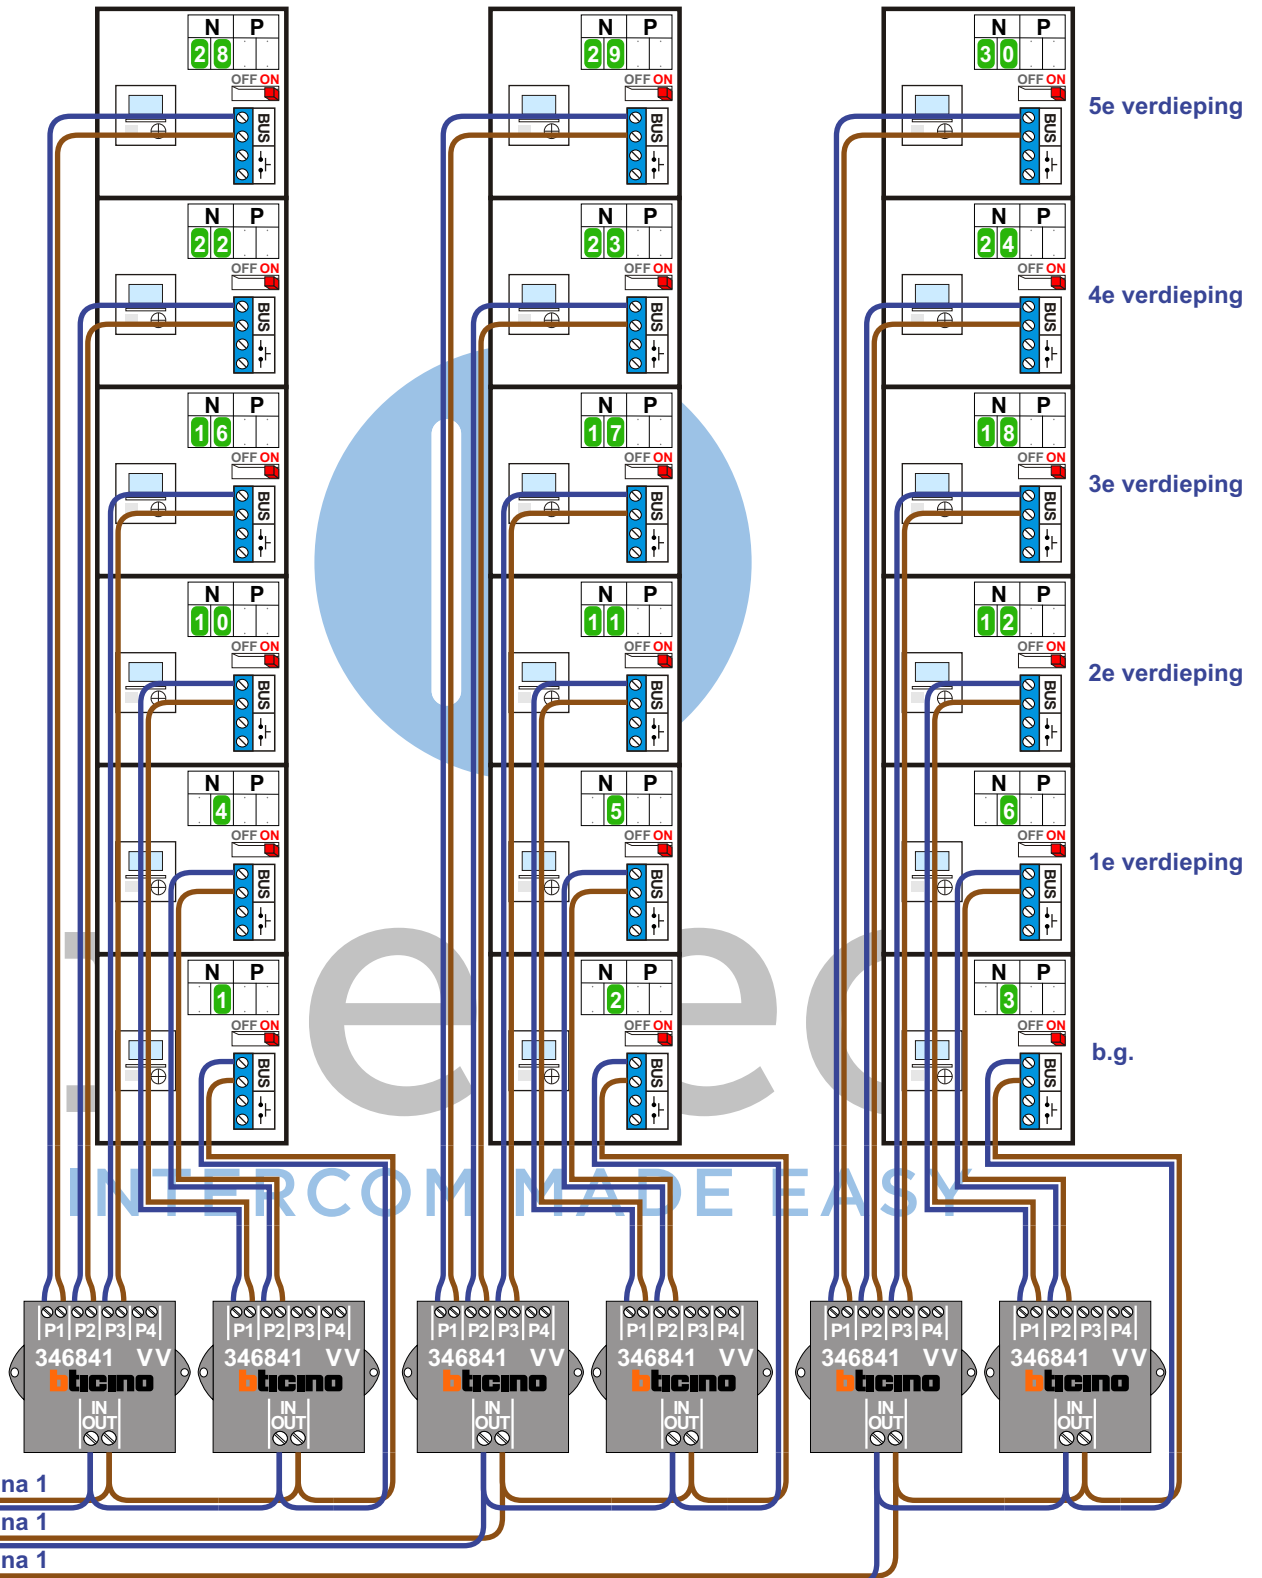 N P N P N P
28 29 30
OFF ON OFF ON OFF ON
5e verdieping
BUS BUS BUS
N P N P N P
22 23 24
OFF ON OFF ON OFF ON
4e verdieping
BUS BUS BUS
N P N P N P
16 17 18
OFF ON OFF ON OFF ON
3e verdieping
BUS BUS BUS
N P N P N P
10 11 12
OFF ON OFF ON OFF ON
2e verdieping
BUS BUS BUS
N P N P N P
4 5 6
OFF ON OFF ON OFF ON
1e verdieping
BUS BUS BUS
N P N P N P
1 2 3
OFF ON OFF ON OFF ON
b.g.
BUS BUS BUS
INTERCOM MADE EASY
P1 P2 P3 P4 P1 P2 P3 P4 P1 P2 P3 P4 P1 P2 P3 P4 P1 P2 P3 P4 P1 P2 P3 P4
346841 VV 346841 VV 346841 VV 346841 VV 346841 VV 346841 VV
bticino bticino bticino bticino bticino bticino
IN IN IN IN IN IN
OUT OUT OUT OUT OUT OUT
na 1
na 1
na 1